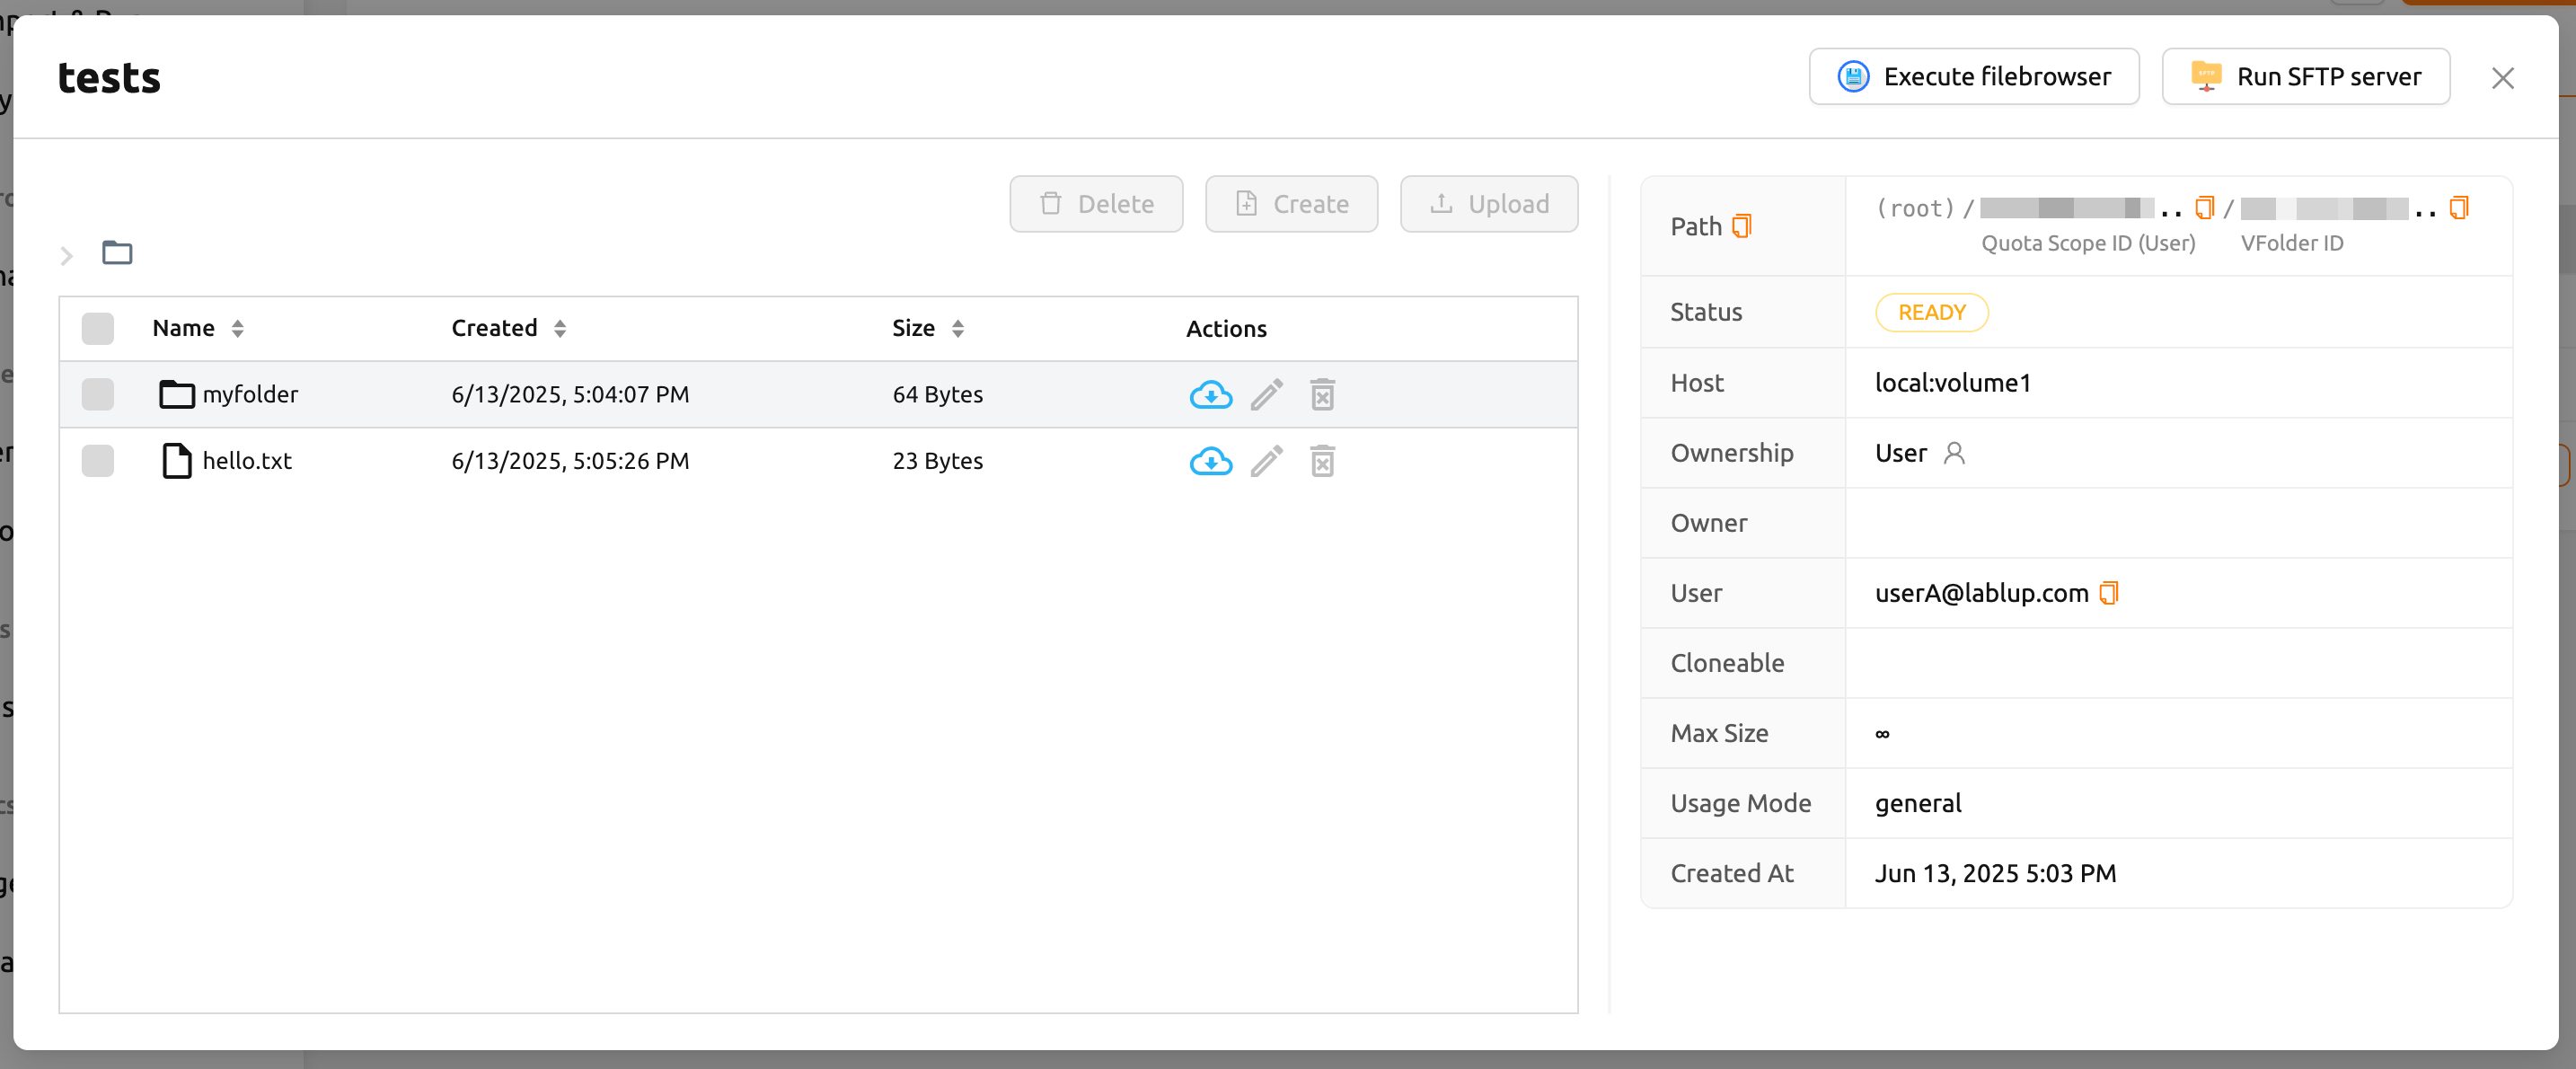 tests
Execute filebrowser
Run SFTP server
Delete
Create
Upload
Name
Created
Size
Actions
myfolder
6/13/2025, 5:04:07 PM
64 Bytes
hello.txt
6/13/2025, 5:05:26 PM
23 Bytes
Path
(root) / .. / ..
Quota Scope ID (User)
VFolder ID
Status
READY
Host
local:volume1
Ownership
User
Owner
User
userA@lablup.com
Cloneable
Max Size
∞
Usage Mode
general
Created At
Jun 13, 2025 5:03 PM